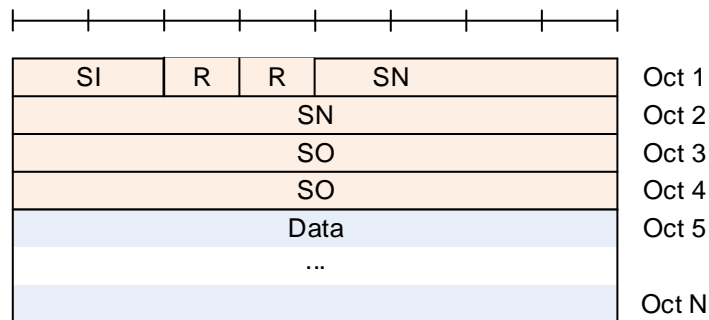 SI R R SN Oct 1
SN Oct 2
SO Oct 3
SO Oct 4
Data Oct 5
...
Oct N